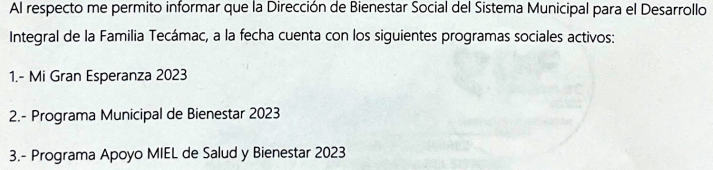 Al respecto me permito informar que la Dirección de Bienestar Social del Sistema Municipal para el Desarrollo
Integral de la Familia Tecámac, a la fecha cuenta con los siguientes programas sociales activos:
1.- Mi Gran Esperanza 2023
2.- Programa Municipal de Bienestar 2023
3.- Programa Apoyo MIEL de Salud y Bienestar 2023